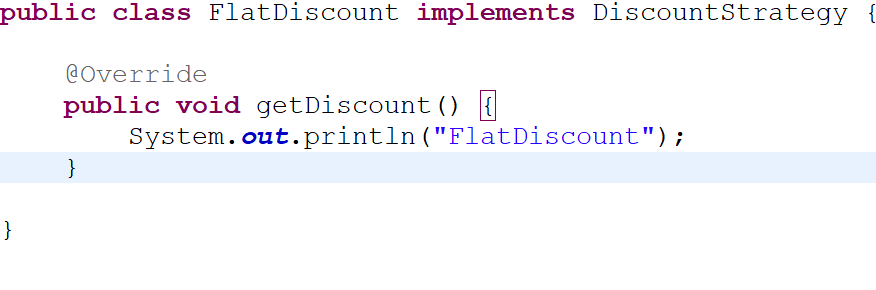 public class FlatDiscount implements DiscountStrategy {
@Override
public void getDiscount() {
System.out.println("FlatDiscount");
}
}